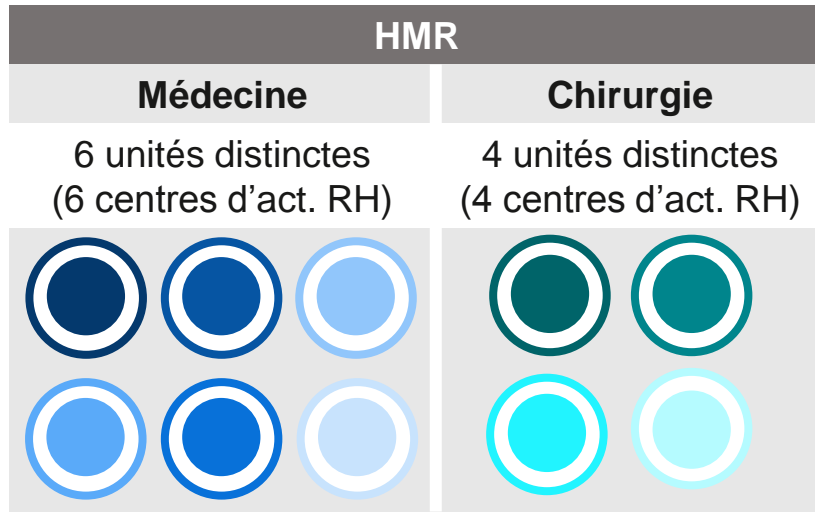 HMR
Médecine
Chirurgie
6 unités distinctes
(6 centres d'act. RH)
4 unités distinctes
(4 centres d'act. RH)